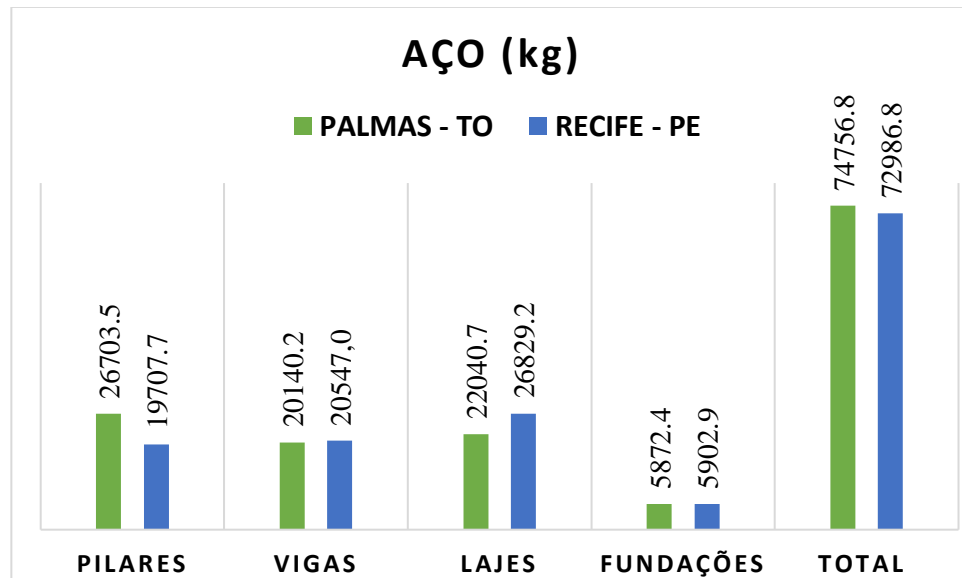 AÇO (kg)
PALMAS - TO RECIFE - PE
26703.5 19707.7 20140.2 20547,0 22040.7 26829.2 5872.4 5902.9 74756.8 72986.8
PILARES VIGAS LAJES FUNDAÇÕES TOTAL